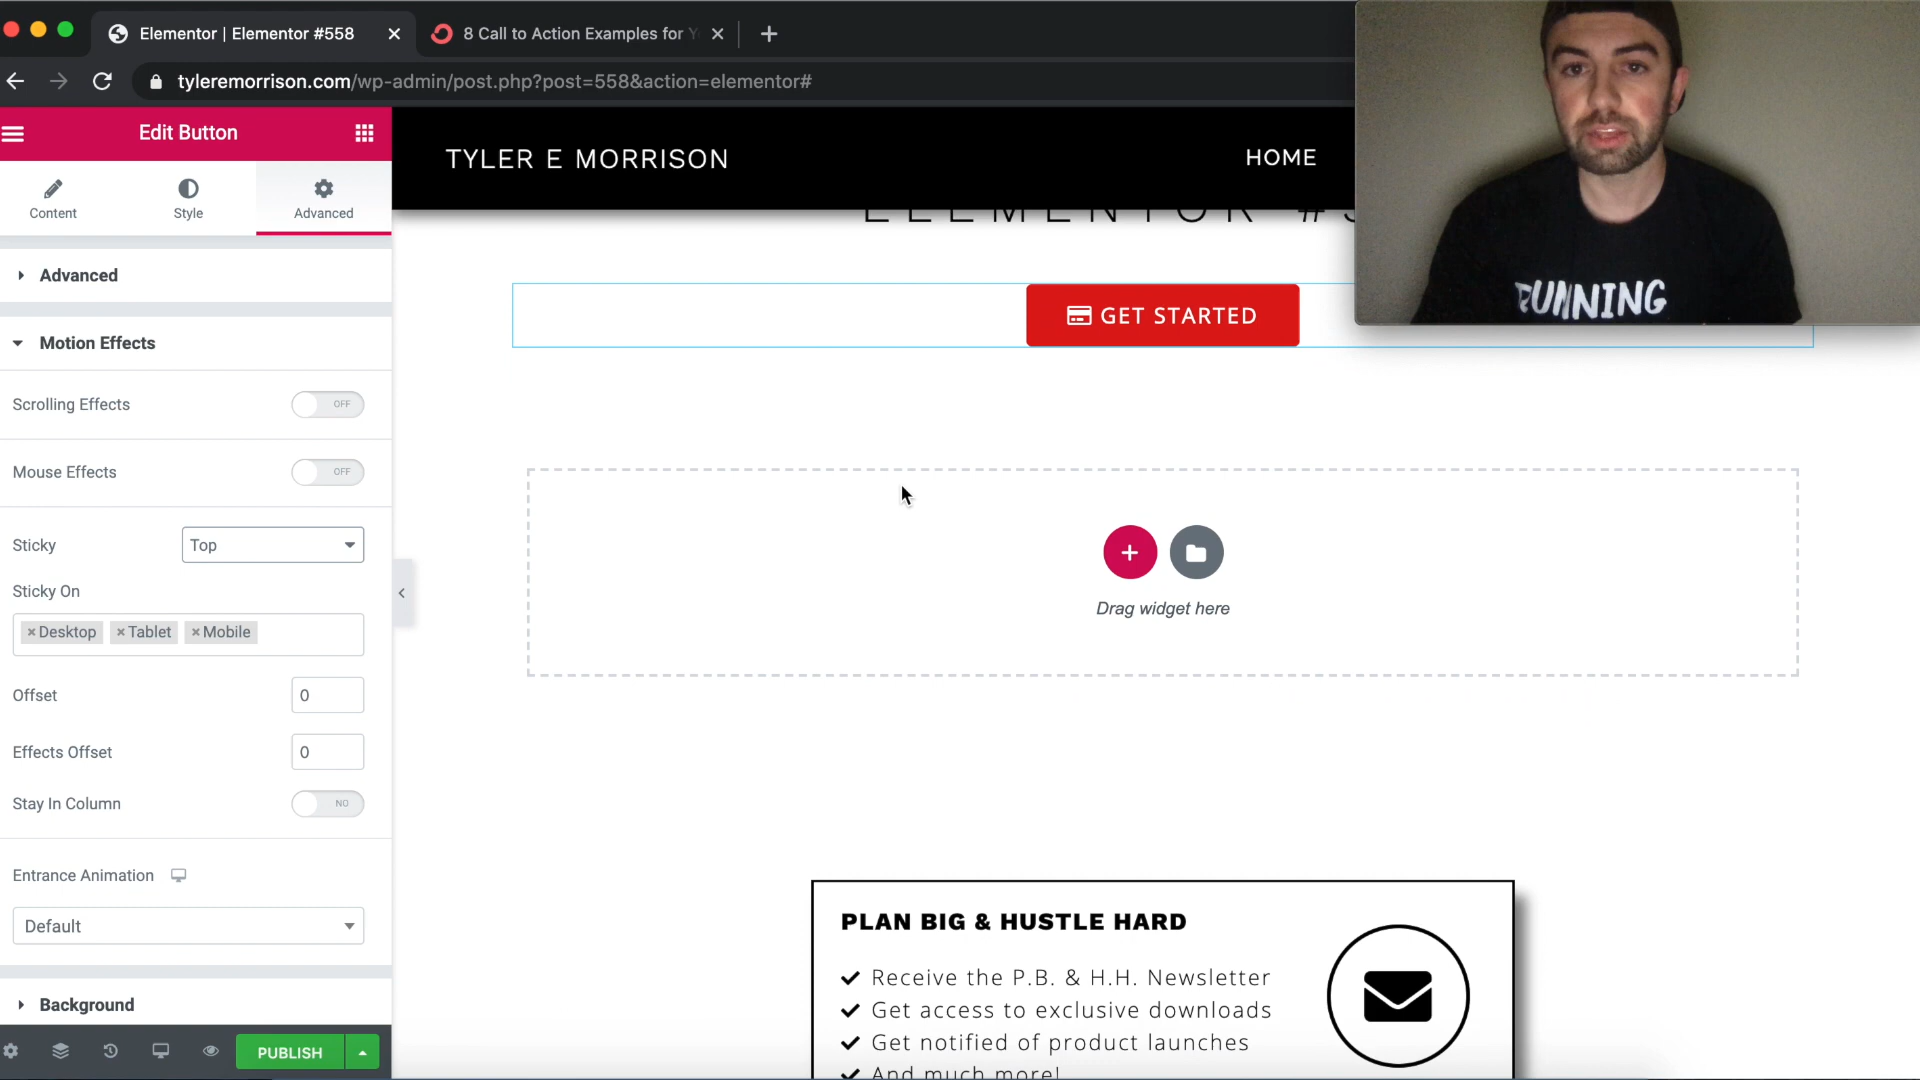 Elementor | Elementor #558
8 Call to Action Examples for Y
tyleremorrison.com/wp-admin/post.php?post=558&action=elementor#
Edit Button
Content
Style
Advanced
TYLER E MORRISON
HOME
ELEMENTOR #5
Advanced
GET STARTED
RUNNING
Motion Effects
Scrolling Effects
OFF
Mouse Effects
OFF
Sticky
Top
Sticky On
× Desktop × Tablet × Mobile
Drag widget here
Offset
0
Effects Offset
0
Stay In Column
NO
Entrance Animation
Default
Background
PUBLISH
PLAN BIG & HUSTLE HARD
Receive the P.B. & H.H. Newsletter
Get access to exclusive downloads
Get notified of product launches
And much more!